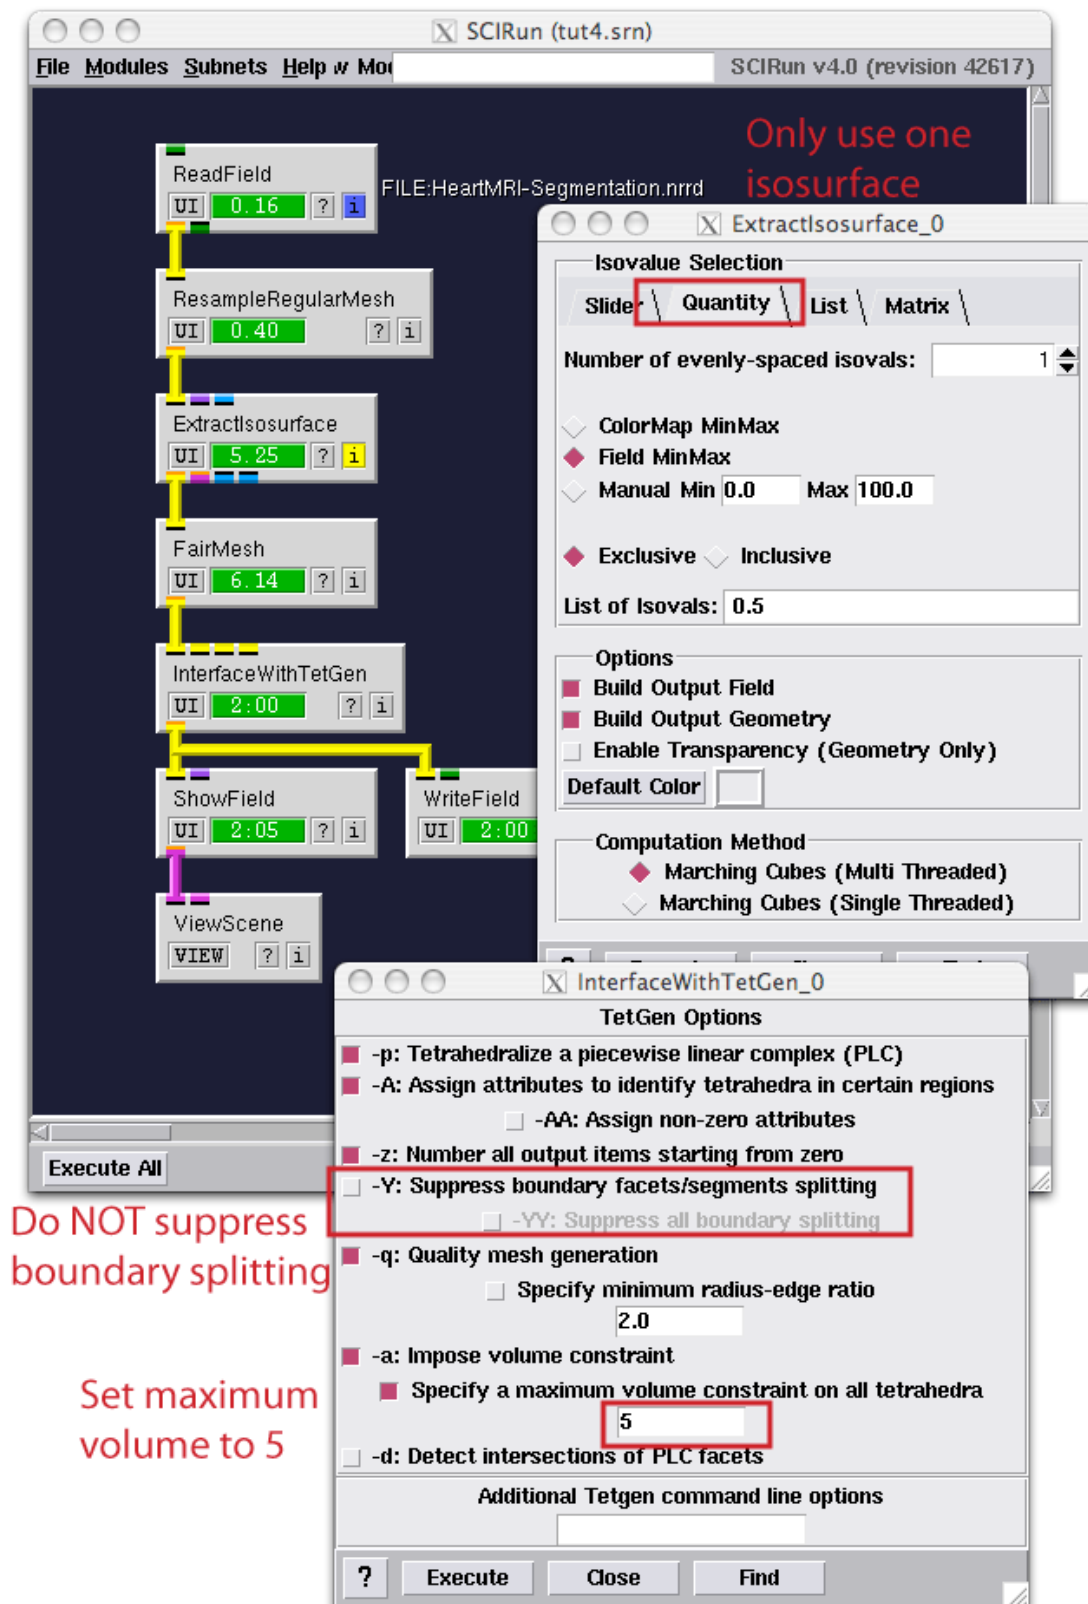 SCIRun (tut4.srn)
File Modules Subnets Help w Mo
SCIRun v4.0 (revision 42617)
Only use one
isosurface
ReadField
UI 0.16 ? i
FILE:HeartMRI-Segmentation.nrrd
ResampleRegularMesh
UI 0.40 ? i
ExtractIsosurface
UI 5.25 ? i
FairMesh
UI 6.14 ? i
InterfaceWithTetGen
UI 2:00 ? i
ShowField
UI 2:05 ? i
WriteField
UI 2:00
ViewScene
VIEW ? i
Execute All
ExtractIsosurface_0
Isovalue Selection
Slider Quantity List Matrix
Number of evenly-spaced isovals: 1
ColorMap MinMax
Field MinMax
Manual Min 0.0 Max 100.0
Exclusive Inclusive
List of Isovals: 0.5
Options
Build Output Field
Build Output Geometry
Enable Transparency (Geometry Only)
Default Color
Computation Method
Marching Cubes (Multi Threaded)
Marching Cubes (Single Threaded)
InterfaceWithTetGen_0
TetGen Options
-p: Tetrahedralize a piecewise linear complex (PLC)
-A: Assign attributes to identify tetrahedra in certain regions
-AA: Assign non-zero attributes
-z: Number all output items starting from zero
-Y: Suppress boundary facets/segments splitting
-YY: Suppress all boundary splitting
Do NOT suppress
boundary splitting
-q: Quality mesh generation
Specify minimum radius-edge ratio
2.0
-a: Impose volume constraint
Specify a maximum volume constraint on all tetrahedra
5
Set maximum
volume to 5
-d: Detect intersections of PLC facets
Additional Tetgen command line options
? Execute Close Find